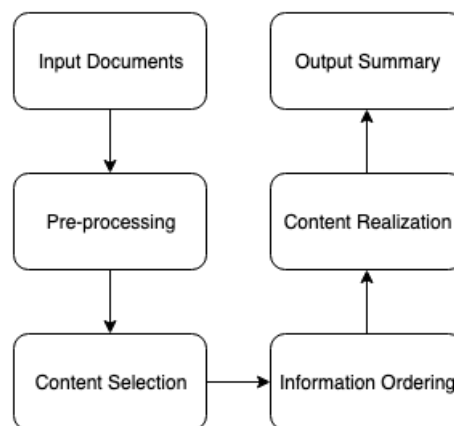 Input Documents
Output Summary
Pre-processing
Content Realization
Content Selection
Information Ordering